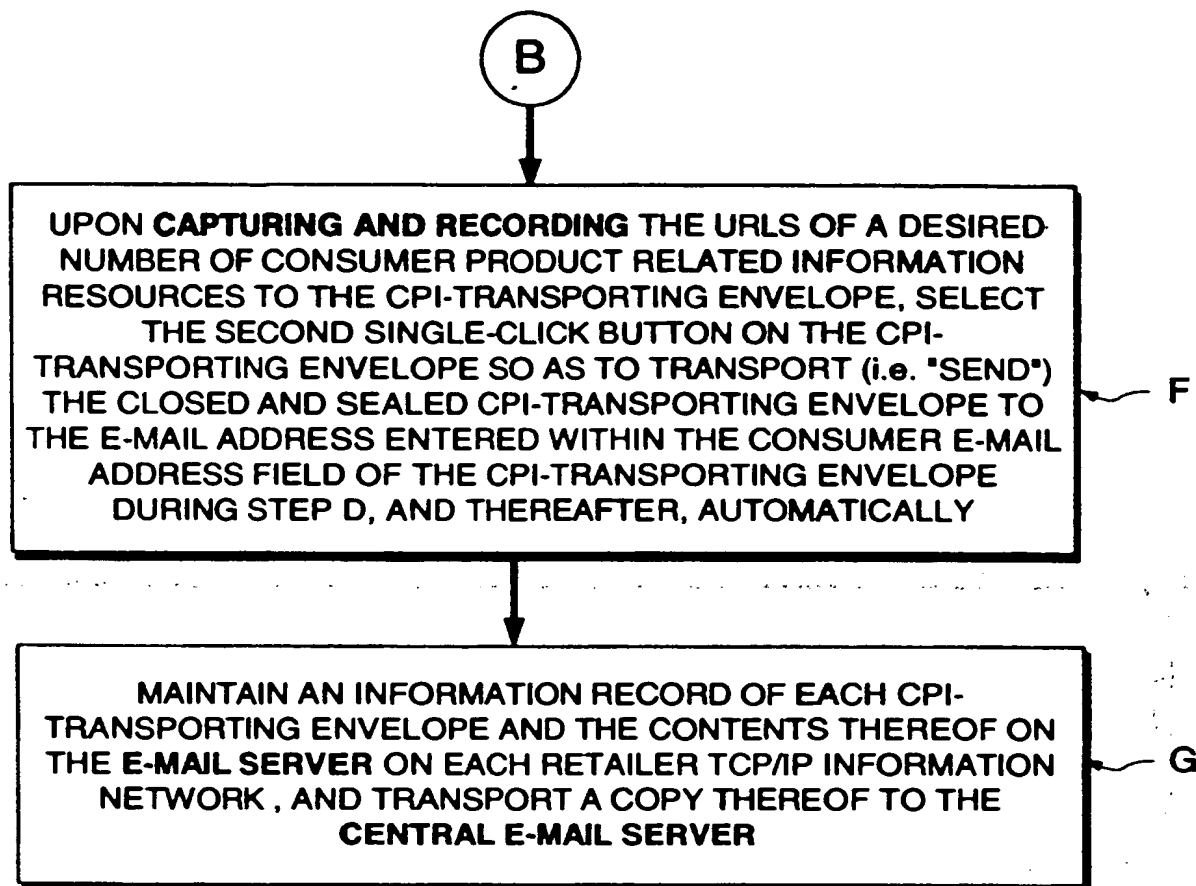 B
UPON CAPTURING AND RECORDING THE URLS OF A DESIRED
NUMBER OF CONSUMER PRODUCT RELATED INFORMATION
RESOURCES TO THE CPI-TRANSPORTING ENVELOPE, SELECT
THE SECOND SINGLE-CLICK BUTTON ON THE CPI-
TRANSPORTING ENVELOPE SO AS TO TRANSPORT (i.e. "SEND")
THE CLOSED AND SEALED CPI-TRANSPORTING ENVELOPE TO
THE E-MAIL ADDRESS ENTERED WITHIN THE CONSUMER E-MAIL
ADDRESS FIELD OF THE CPI-TRANSPORTING ENVELOPE
DURING STEP D, AND THEREAFTER, AUTOMATICALLY
F
MAINTAIN AN INFORMATION RECORD OF EACH CPI-
TRANSPORTING ENVELOPE AND THE CONTENTS THEREOF ON
THE E-MAIL SERVER ON EACH RETAILER TCP/IP INFORMATION
NETWORK , AND TRANSPORT A COPY THEREOF TO THE
CENTRAL E-MAIL SERVER
G